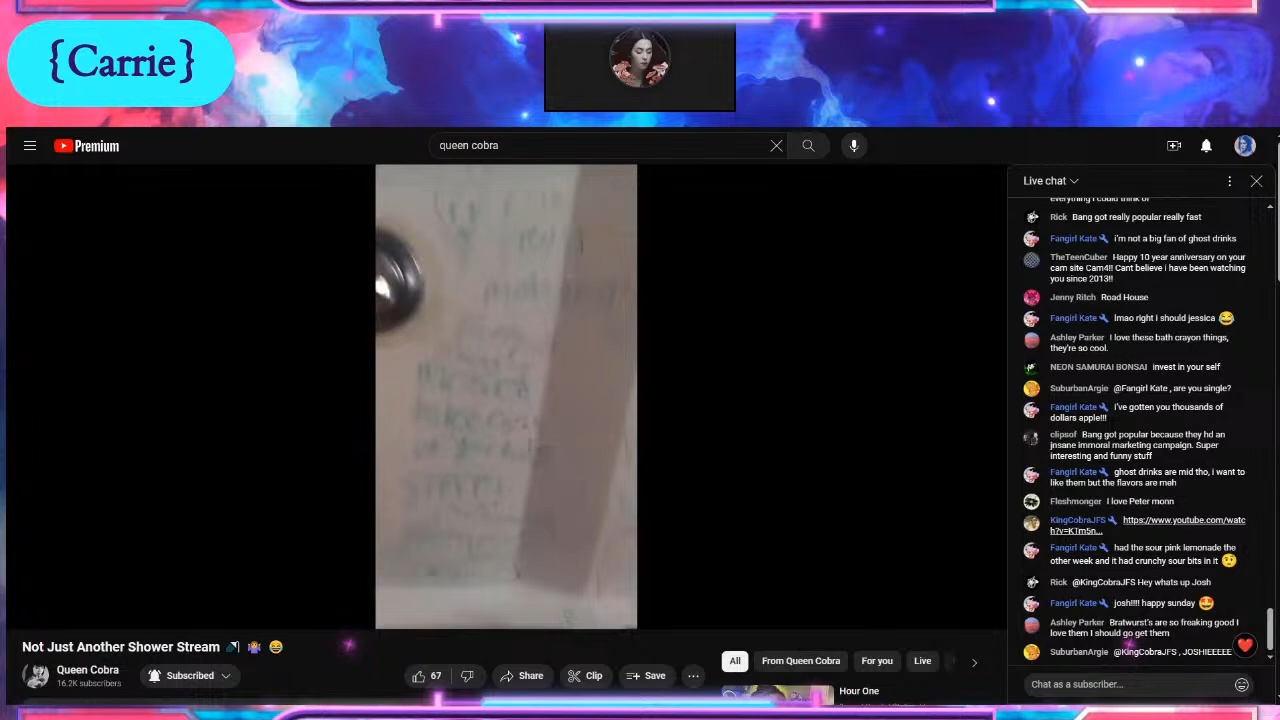 {Carrie}
Premium
queen cobra
Live chat
everything I could think of
Rick Bang got really popular really fast
Fangirl Kate i'm not a big fan of ghost drinks
TheTeenCuber Happy 10 year anniversary on your
cam site Cam4!! Cant believe i have been watching
you since 2013!!
Jenny Ritch Road House
Fangirl Kate lmao right i should jessica 😂
Ashley Parker I love these bath crayon things,
they're so cool.
NEON SAMURAI BONSAI invest in your self
SuburbanArgie @Fangirl Kate , are you single?
Fangirl Kate I've gotten you thousands of
dollars apple!!!
clipsof Bang got popular because they hd an
jnsane immoral marketing campaign. Super
interesting and funny stuff
Fangirl Kate ghost drinks are mid tho, i want to
like them but the flavors are meh
Fleshmonger I love Peter monn
KingCobraJFS https://www.youtube.com/watc
h?v=KTm5n...
Fangirl Kate had the sour pink lemonade the
other week and it had crunchy sour bits in it 🤨
Rick @KingCobraJFS Hey whats up Josh
Fangirl Kate josh!!!! happy sunday 🤩
Ashley Parker Bratwurst's are so freaking good I
love them I should go get them
SuburbanArgie @KingCobraJFS , JOSHIEEEEE
Chat as a subscriber...
Not Just Another Shower Stream 🚿 🤷‍♀️ 😂
Queen Cobra
16.2K subscribers
Subscribed
67
Share
Clip
Save
All
From Queen Cobra
For you
Live
Hour One